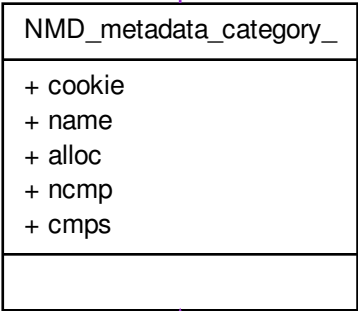 NMD_metadata_category_
+ cookie
+ name
+ alloc
+ ncmp
+ cmps